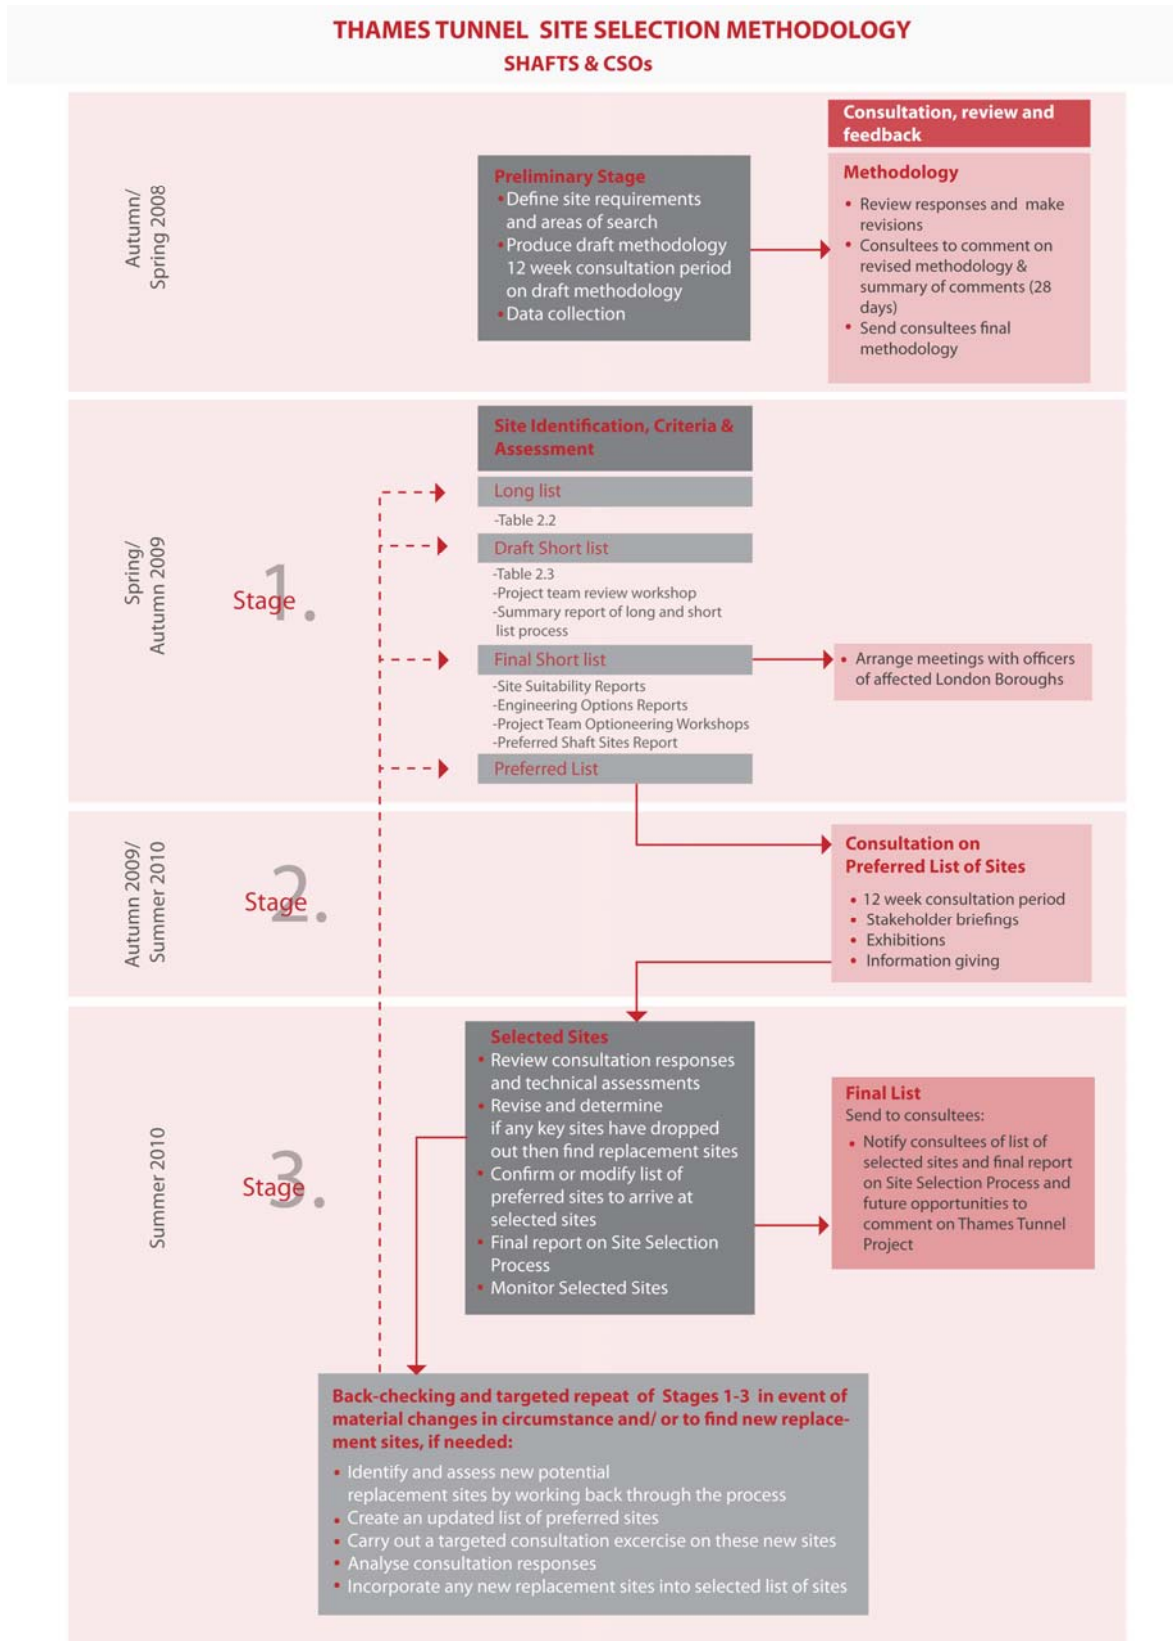 THAMES TUNNEL SITE SELECTION METHODOLOGY
SHAFTS & CSOs
Autumn/
Spring 2008
Preliminary Stage
• Define site requirements
and areas of search
• Produce draft methodology
12 week consultation period
on draft methodology
• Data collection
Consultation, review and
feedback
Methodology
• Review responses and make
revisions
• Consultees to comment on
revised methodology &
summary of comments (28
days)
• Send consultees final
methodology
Spring/
Autumn 2009
Stage 1.
Site Identification, Criteria &
Assessment
Long list
-Table 2.2
Draft Short list
-Table 2.3
-Project team review workshop
-Summary report of long and short
list process
Final Short list
-Site Suitability Reports
-Engineering Options Reports
-Project Team Optioneering Workshops
-Preferred Shaft Sites Report
Preferred List
• Arrange meetings with officers
of affected London Boroughs
Autumn 2009/
Summer 2010
Stage 2.
Consultation on
Preferred List of Sites
• 12 week consultation period
• Stakeholder briefings
• Exhibitions
• Information giving
Summer 2010
Stage 3.
Selected Sites
• Review consultation responses
and technical assessments
• Revise and determine
if any key sites have dropped
out then find replacement sites
• Confirm or modify list of
preferred sites to arrive at
selected sites
• Final report on Site Selection
Process
• Monitor Selected Sites
Final List
Send to consultees:
• Notify consultees of list of
selected sites and final report
on Site Selection Process and
future opportunities to
comment on Thames Tunnel
Project
Back-checking and targeted repeat of Stages 1-3 in event of
material changes in circumstance and/ or to find new replace-
ment sites, if needed:
• Identify and assess new potential
replacement sites by working back through the process
• Create an updated list of preferred sites
• Carry out a targeted consultation excercise on these new sites
• Analyse consultation responses
• Incorporate any new replacement sites into selected list of sites